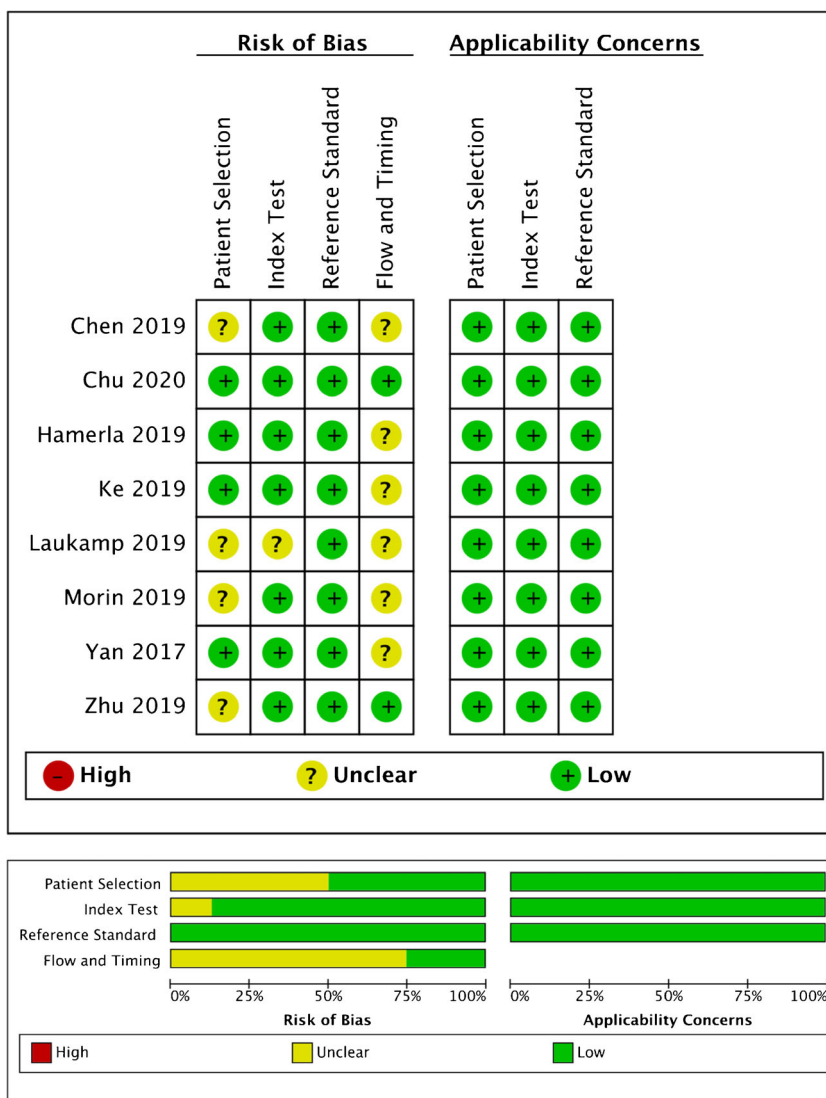 Risk of Bias
Applicability Concerns
Patient Selection
Index Test
Reference Standard
Flow and Timing
Patient Selection
Index Test
Reference Standard
Chen 2019 ? + + ? + + +
Chu 2020 + + + + + + +
Hamerla 2019 + + + ? + + +
Ke 2019 + + + ? + + +
Laukamp 2019 ? ? + ? + + +
Morin 2019 ? + + ? + + +
Yan 2017 + + + ? + + +
Zhu 2019 ? + + + + + +
– High ? Unclear + Low
Patient Selection
Index Test
Reference Standard
Flow and Timing
0% 25% 50% 75% 100% 0% 25% 50% 75% 100%
Risk of Bias Applicability Concerns
High Unclear Low